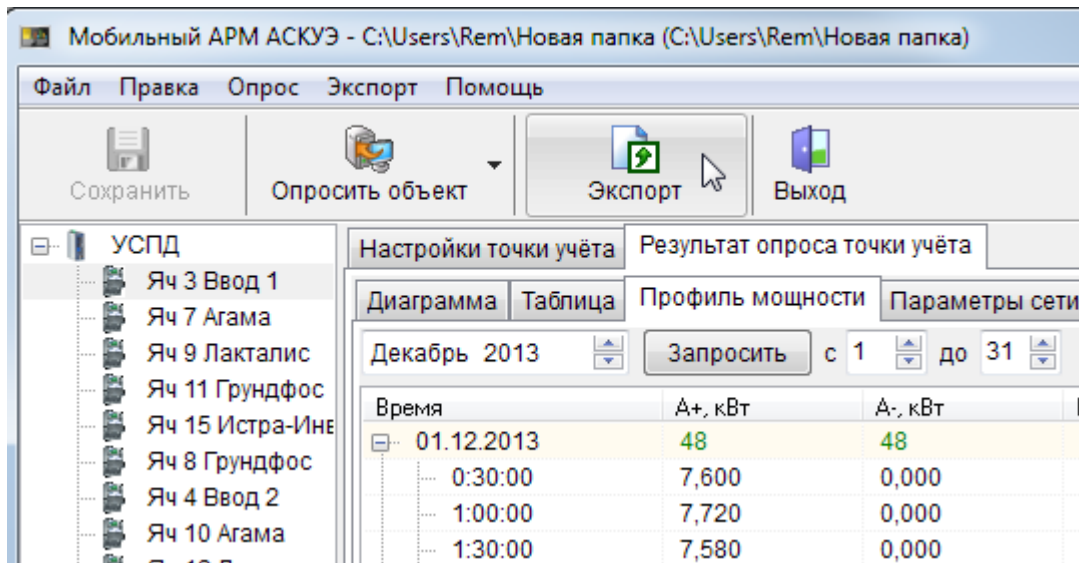 Мобильный АРМ АСКУЭ - C:\Users\Rem\Новая папка (C:\Users\Rem\Новая папка)
Файл Правка Опрос Экспорт Помощь
Сохранить Опросить объект Экспорт Выход
УСПД
Яч 3 Ввод 1
Яч 7 Агама
Яч 9 Лакталис
Яч 11 Грундфос
Яч 15 Истра-Инв
Яч 8 Грундфос
Яч 4 Ввод 2
Яч 10 Агама
Настройки точки учёта Результат опроса точки учёта
Диаграмма Таблица Профиль мощности Параметры сети
Декабрь 2013 Запросить с 1 до 31
Время A+, кВт A-, кВт
01.12.2013 48 48
0:30:00 7,600 0,000
1:00:00 7,720 0,000
1:30:00 7,580 0,000